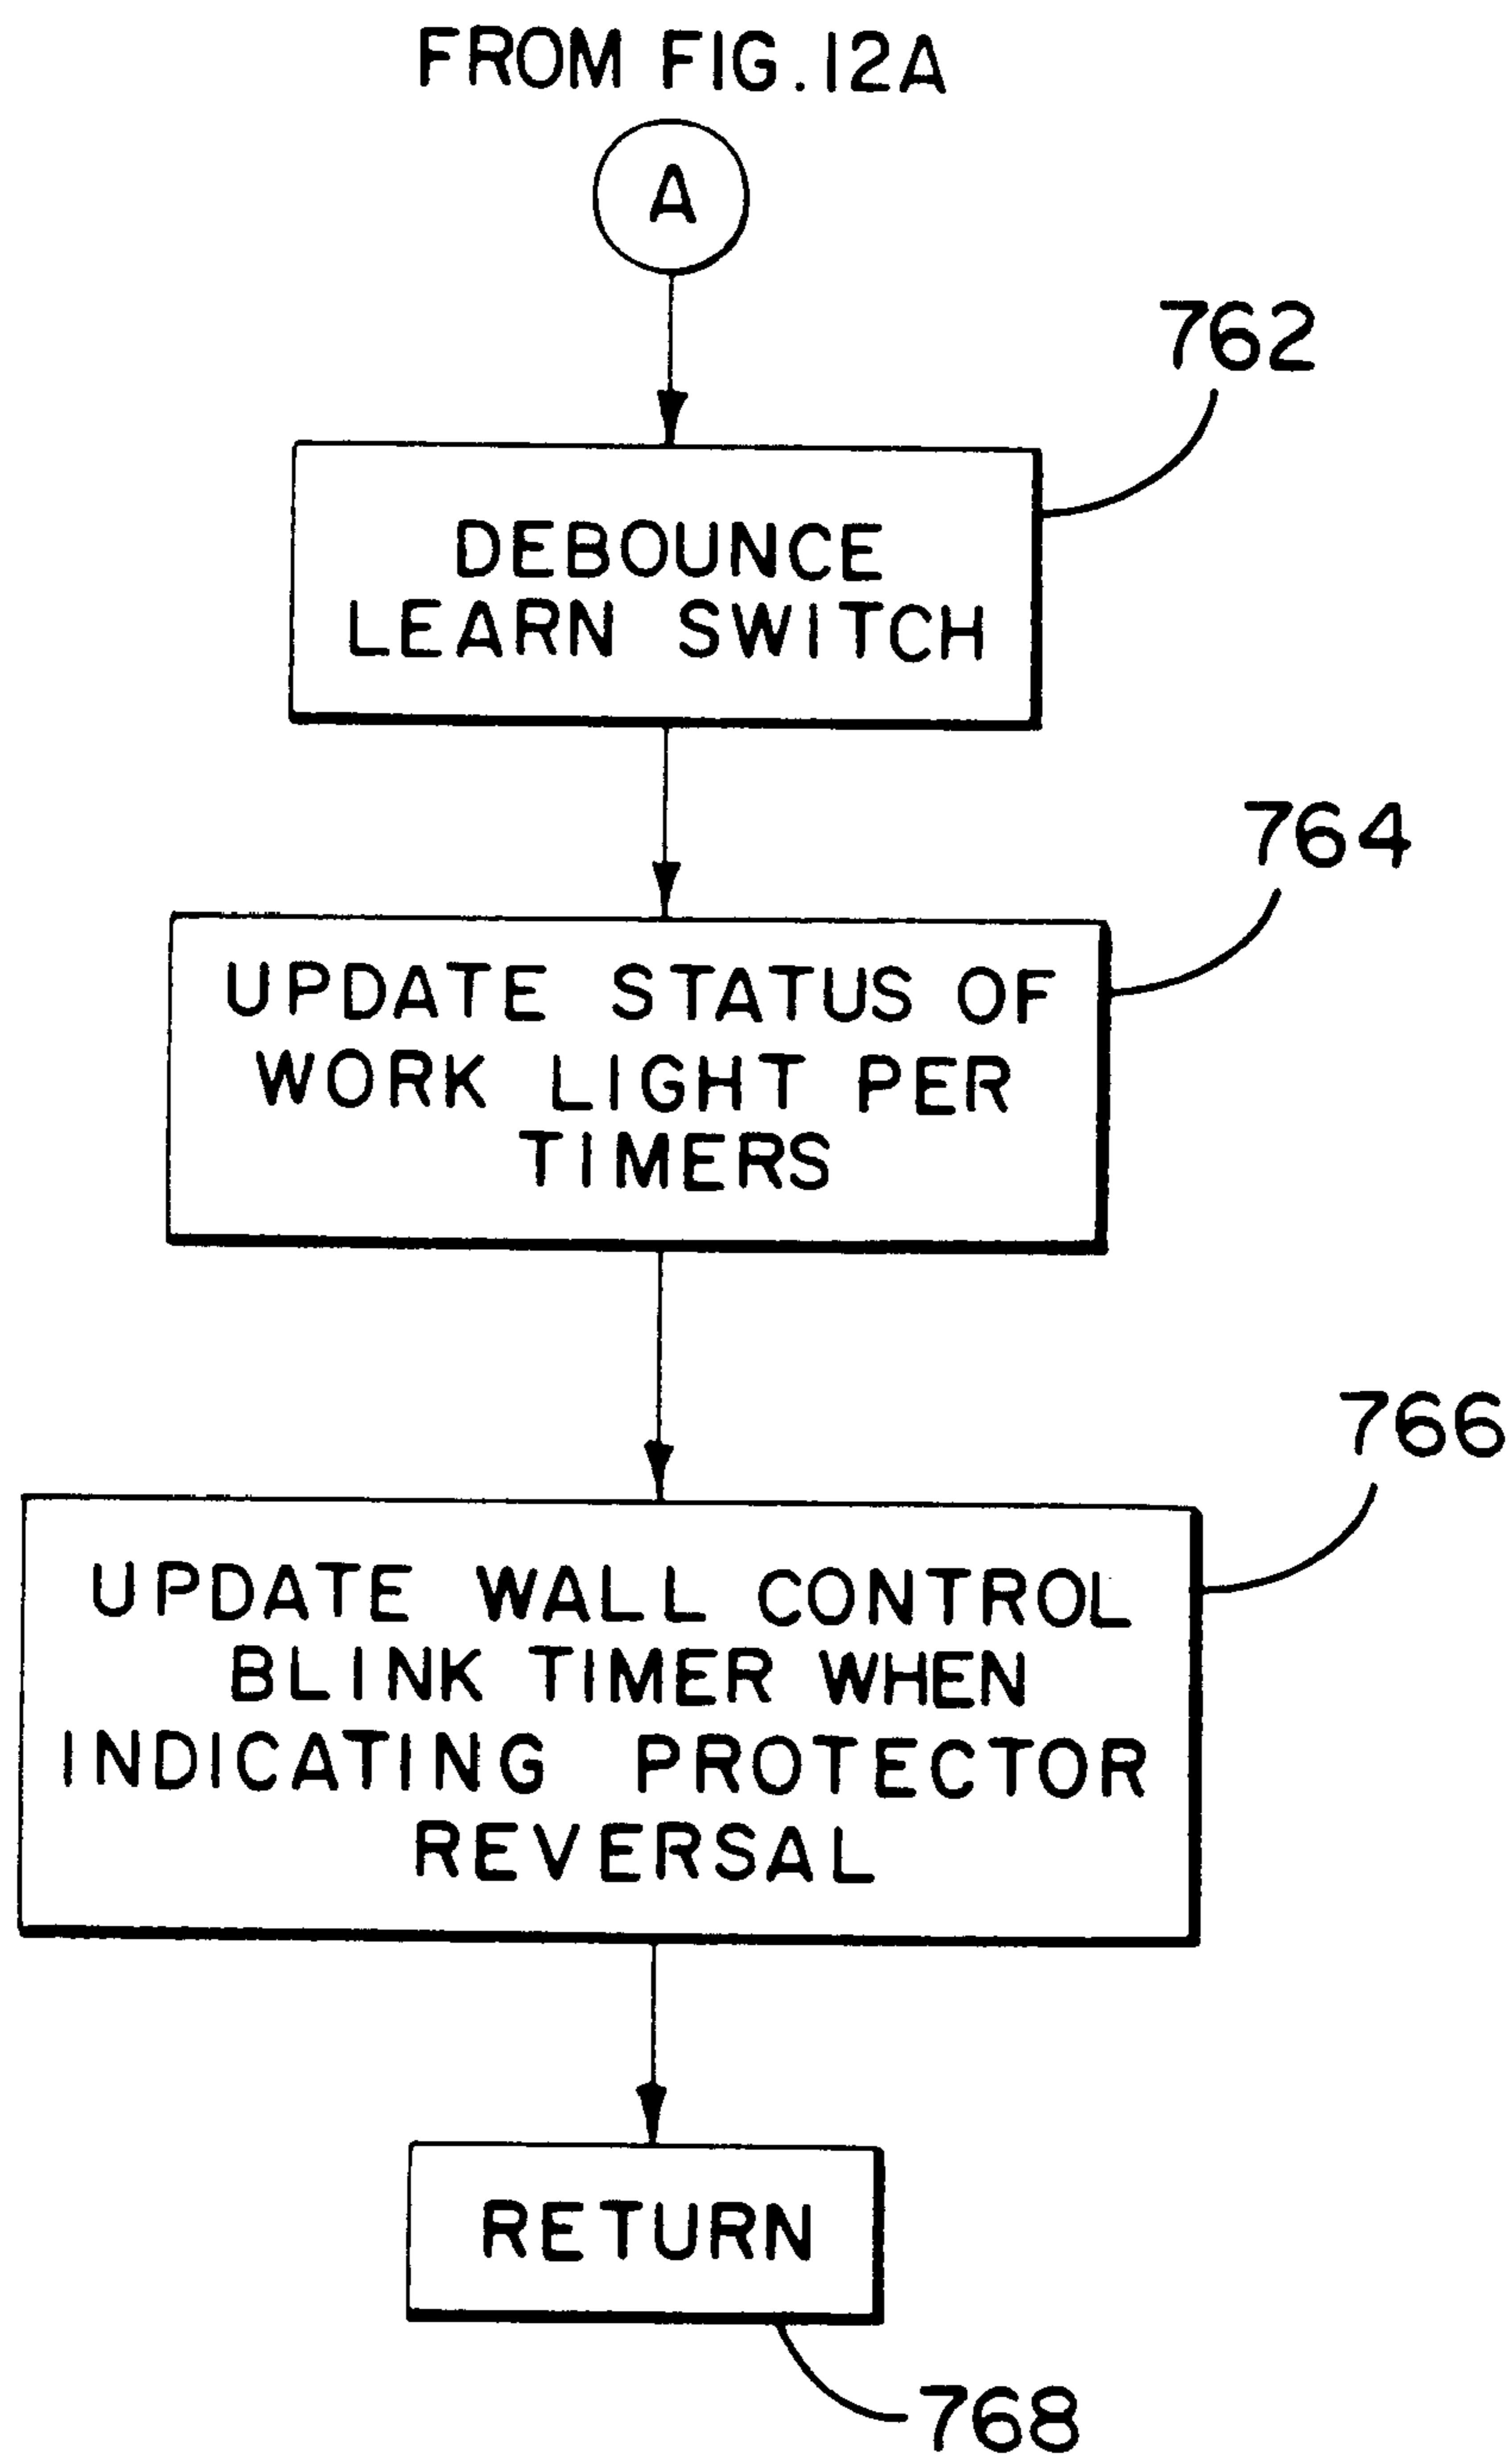 FROM FIG.12A
A
762
DEBOUNCE
LEARN SWITCH
764
UPDATE STATUS OF
WORK LIGHT PER
TIMERS
766
UPDATE WALL CONTROL
BLINK TIMER WHEN
INDICATING PROTECTOR
REVERSAL
RETURN
768